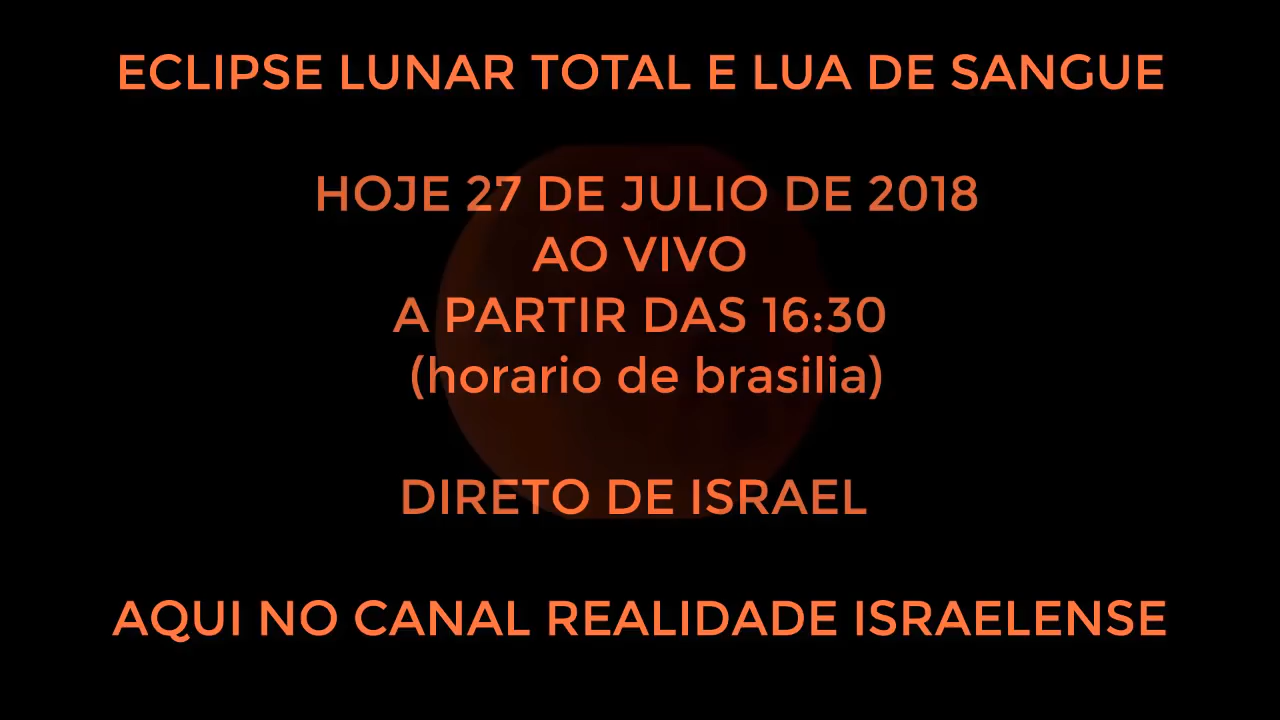 ECLIPSE LUNAR TOTAL E LUA DE SANGUE
HOJE 27 DE JULIO DE 2018
AO VIVO
A PARTIR DAS 16:30
(horario de brasilia)
DIRETO DE ISRAEL
AQUI NO CANAL REALIDADE ISRAELENSE